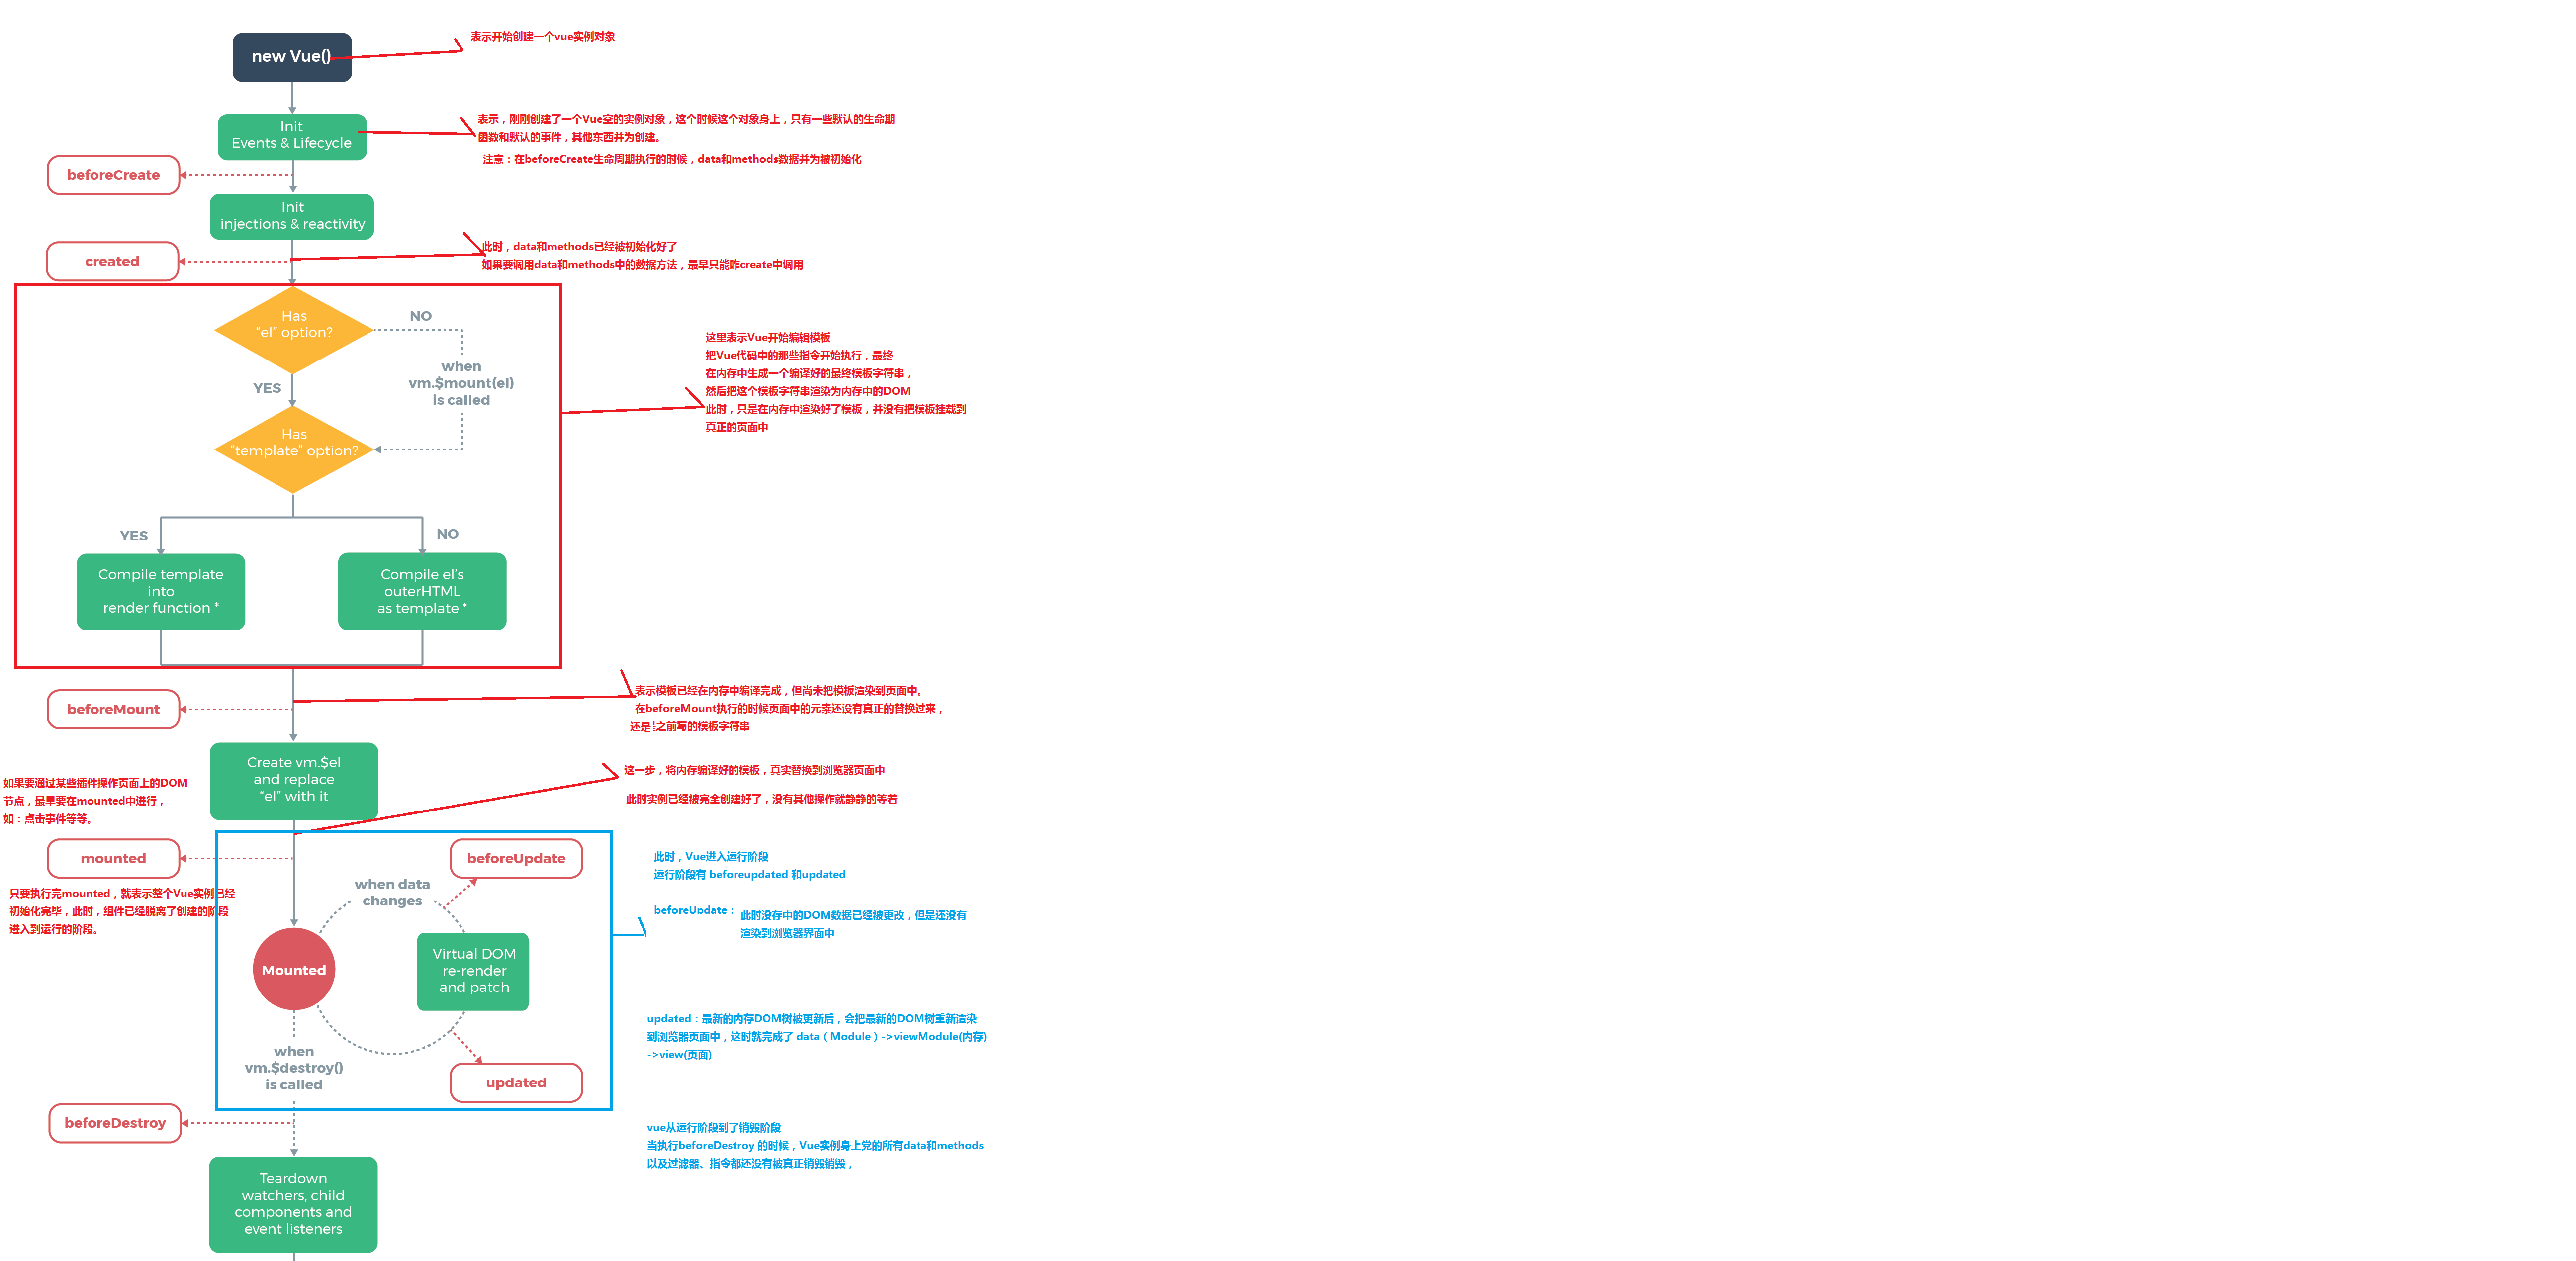 new Vue()
表示开始创建一个vue实例对象
Init
Events & Lifecycle
表示，刚刚创建了一个Vue空的实例对象，这个时候这个对象身上，只有一些默认的生命期
函数和默认的事件，其他东西并为创建。
注意：在beforeCreate生命周期执行的时候，data和methods数据并为被初始化
beforeCreate
Init
injections & reactivity
此时，data和methods已经被初始化好了
如果要调用data和methods中的数据方法，最早只能咋create中调用
created
Has
“el” option?
NO
when
vm.$mount(el)
is called
YES
Has
“template” option?
这里表示Vue开始编辑模板
把Vue代码中的那些指令开始执行，最终
在内存中生成一个编译好的最终模板字符串，
然后把这个模板字符串渲染为内存中的DOM
此时，只是在内存中渲染好了模板，并没有把模板挂载到
真正的页面中
YES
NO
Compile template
into
render function *
Compile el's
outerHTML
as template *
表示模板已经在内存中编译完成，但尚未把模板渲染到页面中。
在beforeMount执行的时候页面中的元素还没有真正的替换过来，
还是之前写的模板字符串
beforeMount
Create vm.$el
and replace
“el” with it
这一步，将内存编译好的模板，真实替换到浏览器页面中
此时实例已经被完全创建好了，没有其他操作就静静的等着
如果要通过某些插件操作页面上的DOM
节点，最早要在mounted中进行，
如：点击事件等等。
mounted
只要执行完mounted，就表示整个Vue实例已经
初始化完毕，此时，组件已经脱离了创建的阶段
进入到运行的阶段。
beforeUpdate
when data
changes
Mounted
Virtual DOM
re-render
and patch
when
vm.$destroy()
is called
updated
此时，Vue进入运行阶段
运行阶段有 beforeupdated 和updated
beforeUpdate：
此时没存中的DOM数据已经被更改，但是还没有
渲染到浏览器界面中
updated：最新的内存DOM树被更新后，会把最新的DOM树重新渲染
到浏览器页面中，这时就完成了 data（Module）->viewModule(内存)
->view(页面)
beforeDestroy
vue从运行阶段到了销毁阶段
当执行beforeDestroy 的时候，Vue实例身上党的所有data和methods
以及过滤器、指令都还没有被真正销毁销毁，
Teardown
watchers, child
components and
event listeners